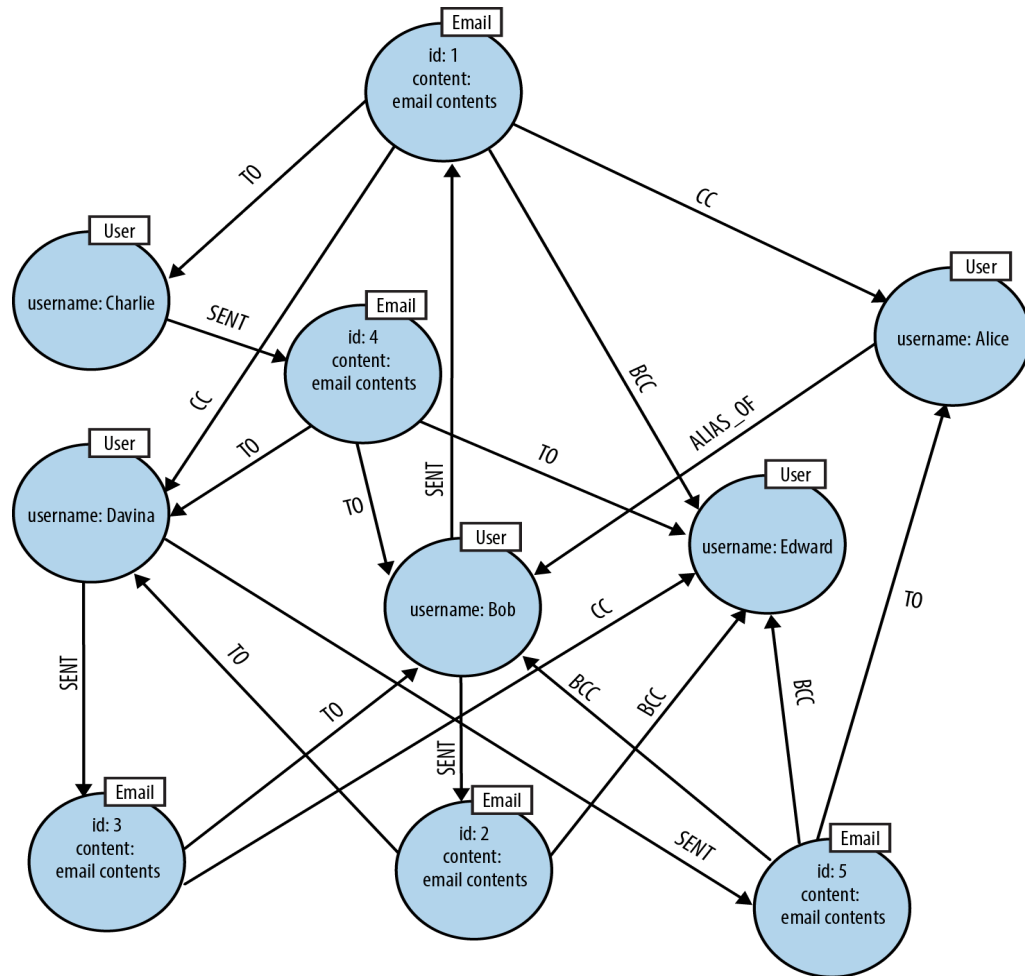 Email
id: 1
content:
email contents
TO
CC
User
username: Charlie
SENT
Email
id: 4
content:
email contents
User
username: Alice
CC
BCC
ALIAS_OF
User
username: Davina
TO
TO
SENT
TO
User
username: Edward
User
username: Bob
CC
TO
SENT
TO
TO
SENT
BCC
BCC
BCC
Email
id: 3
content:
email contents
Email
id: 2
content:
email contents
SENT
Email
id: 5
content:
email contents